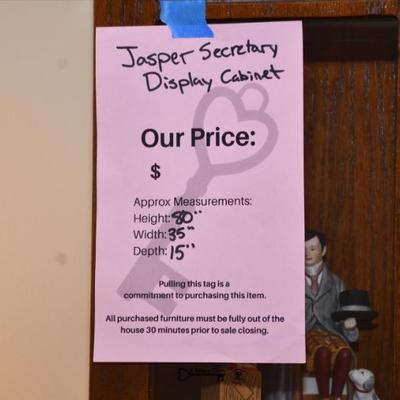 Jasper Secretary
Display Cabinet
Our Price:
$
Approx Measurements:
Height: 80"
Width: 35"
Depth: 15"
Pulling this tag is a
commitment to purchasing this item.
All purchased furniture must be fully out of the
house 30 minutes prior to sale closing.